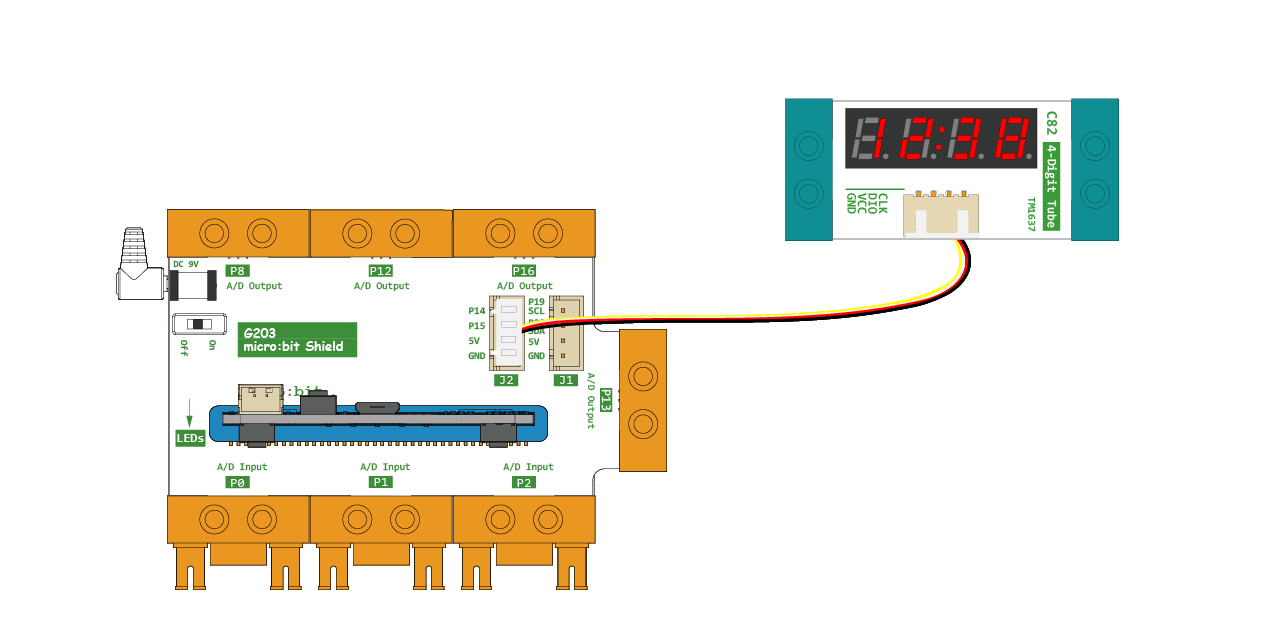 12:38
C82 4-Digit Tube
TM1637
CLK
DIO
VCC
GND
DC 9V
P8
A/D Output
P12
A/D Output
P16
A/D Output
Off
On
G203
micro:bit Shield
P14
P15
5V
GND
J2
P19
SCL
SDA
5V
GND
J1
A/D Output
P13
:bit
LEDs
A/D Input
P0
A/D Input
P1
A/D Input
P2